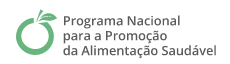 Programa Nacional
para a Promoção
da Alimentação Saudável